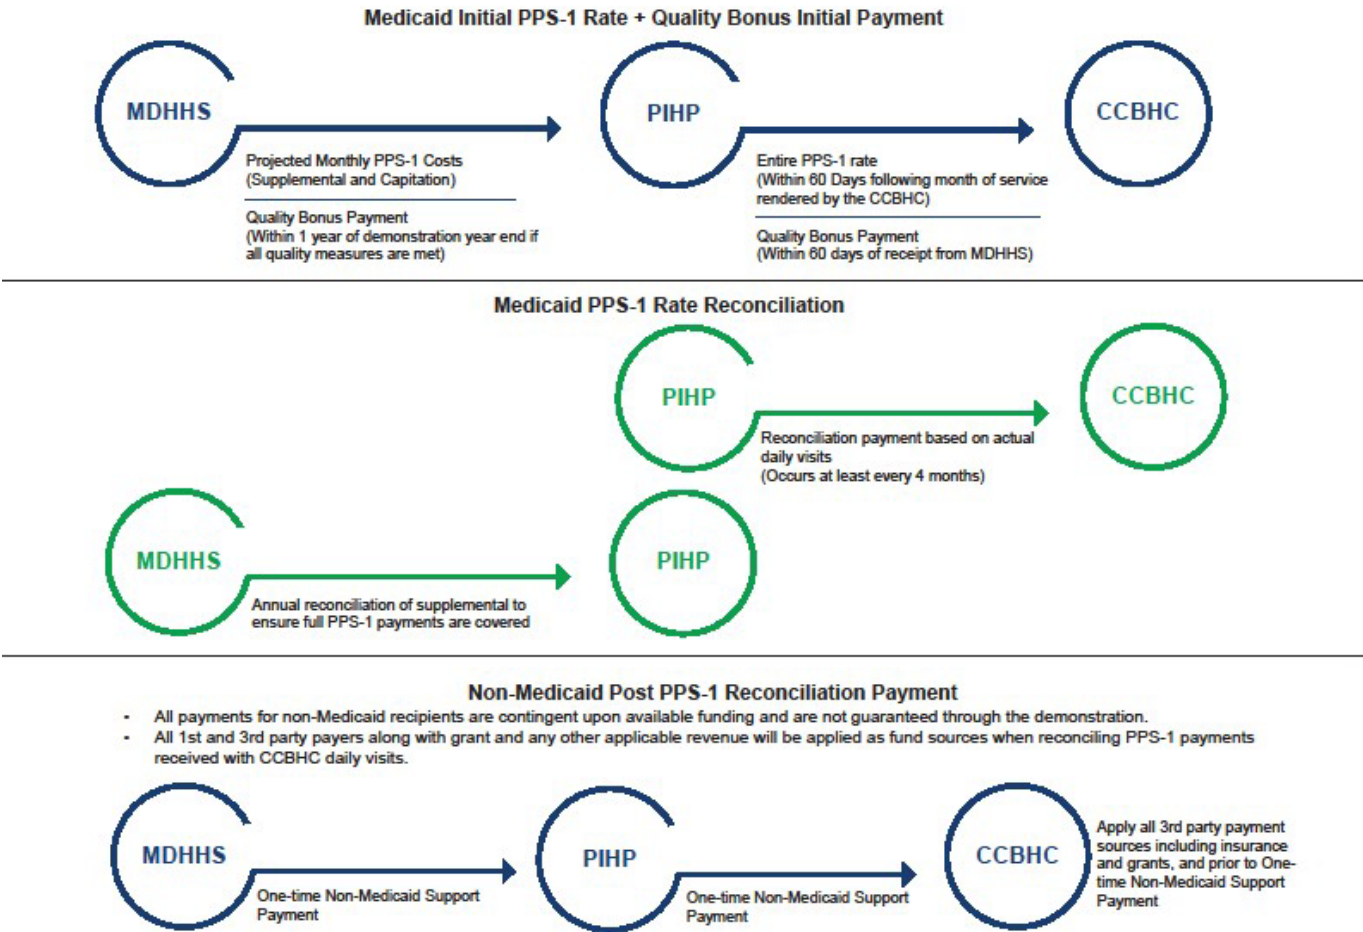 Medicaid Initial PPS-1 Rate + Quality Bonus Initial Payment
MDHHS
PIHP
CCBHC
Projected Monthly PPS-1 Costs
(Supplemental and Capitation)
Quality Bonus Payment
(Within 1 year of demonstration year end if
all quality measures are met)
Entire PPS-1 rate
(Within 60 Days following month of service
rendered by the CCBHC)
Quality Bonus Payment
(Within 60 days of receipt from MDHHS)
Medicaid PPS-1 Rate Reconciliation
PIHP
CCBHC
Reconciliation payment based on actual
daily visits
(Occurs at least every 4 months)
MDHHS
PIHP
Annual reconciliation of supplemental to
ensure full PPS-1 payments are covered
Non-Medicaid Post PPS-1 Reconciliation Payment
- All payments for non-Medicaid recipients are contingent upon available funding and are not guaranteed through the demonstration.
- All 1st and 3rd party payers along with grant and any other applicable revenue will be applied as fund sources when reconciling PPS-1 payments
received with CCBHC daily visits.
MDHHS
PIHP
CCBHC
One-time Non-Medicaid Support
Payment
One-time Non-Medicaid Support
Payment
Apply all 3rd party payment
sources including insurance
and grants, and prior to One-
time Non-Medicaid Support
Payment